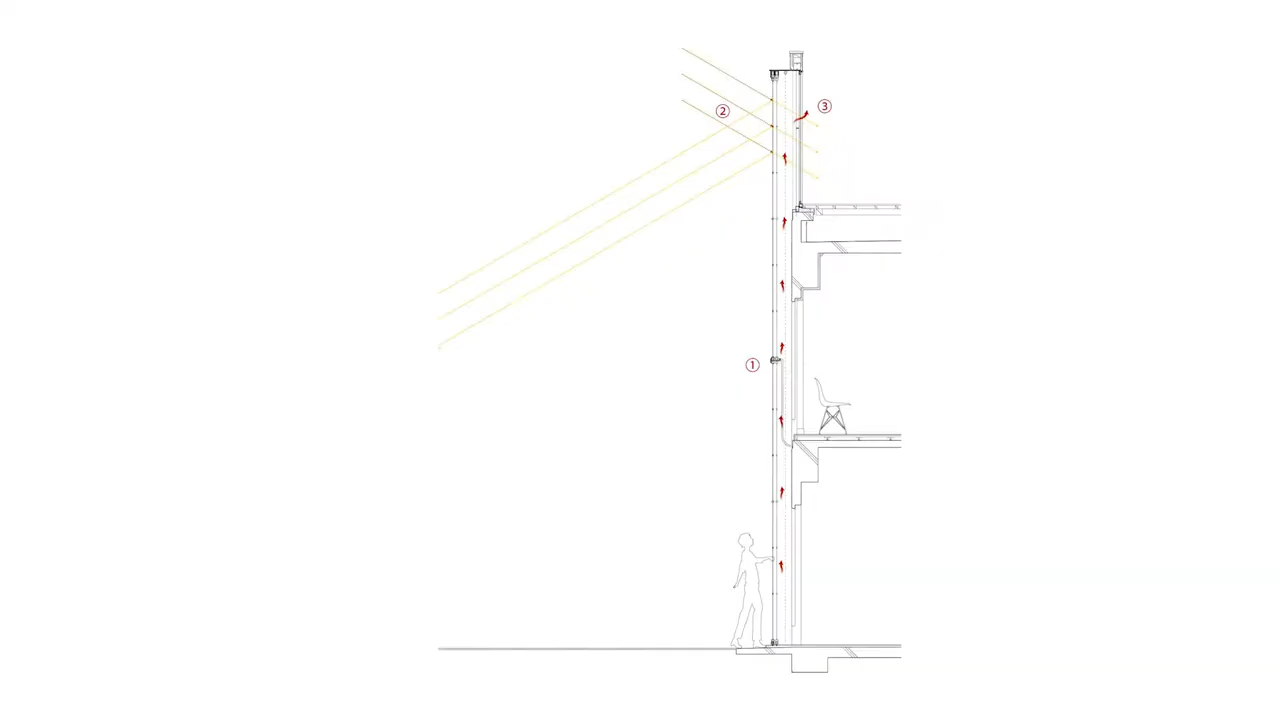 ②
③
①